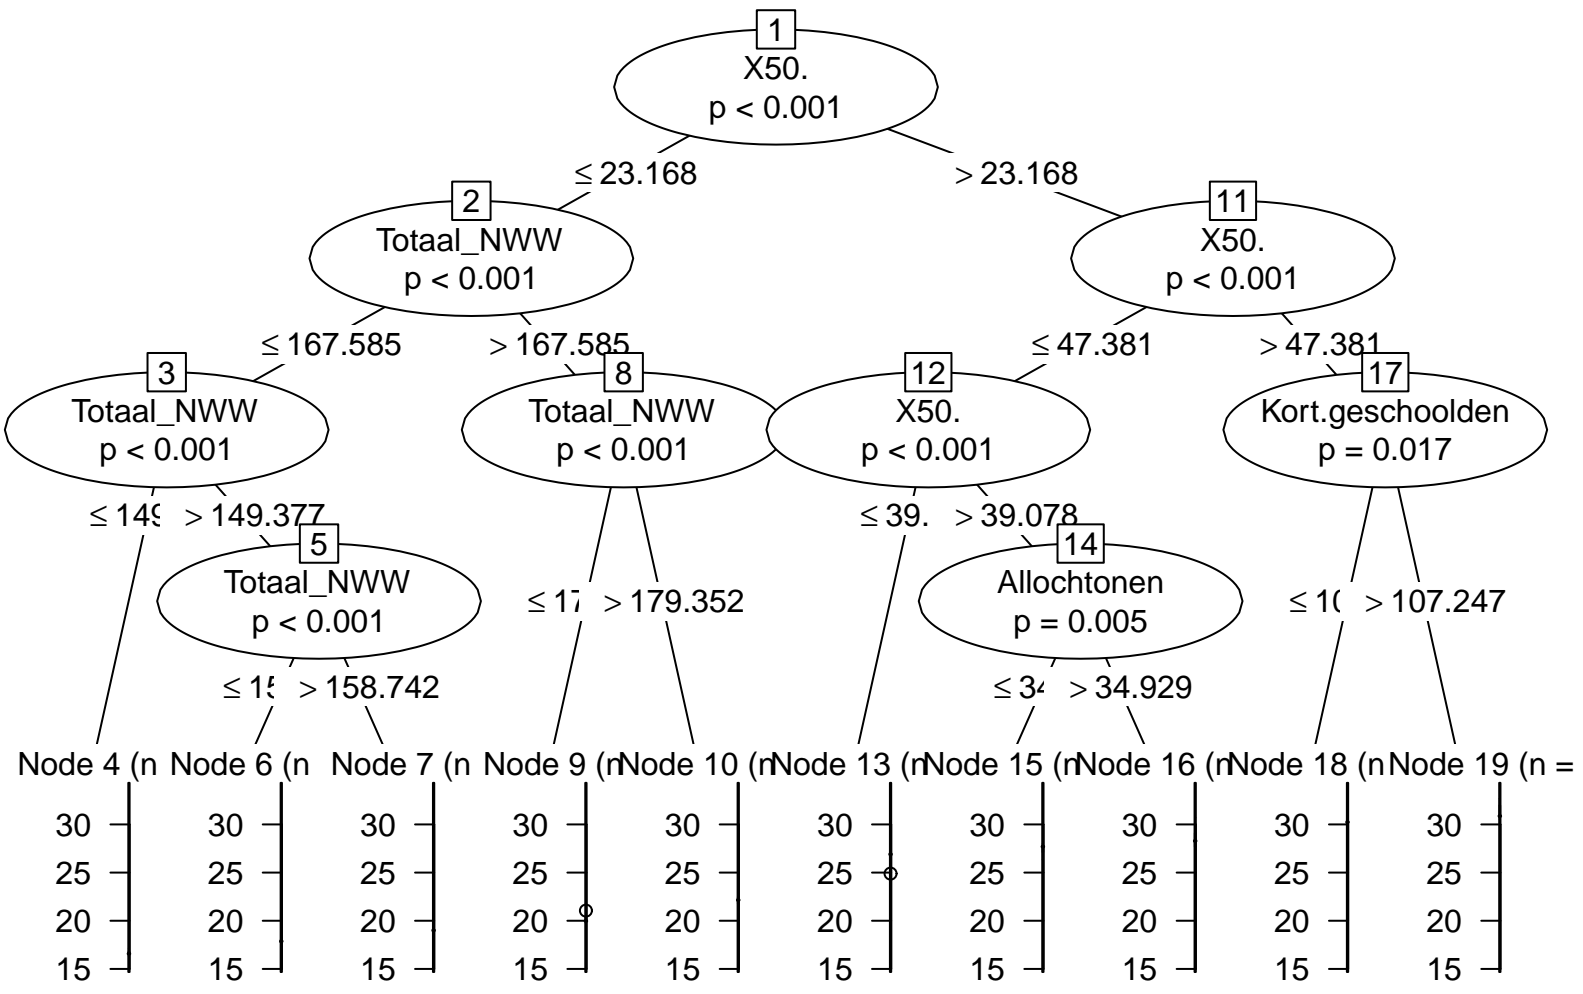 1
X50.
p < 0.001
≤ 23.168
> 23.168
2
Totaal_NWW
p < 0.001
11
X50.
p < 0.001
≤ 167.585
> 167.585
≤ 47.381
> 47.381
3
Totaal_NWW
p < 0.001
8
Totaal_NWW
p < 0.001
12
X50.
p < 0.001
17
Kort.geschoolden
p = 0.017
> 149.377
≤ 39.
> 39.078
5
Totaal_NWW
p < 0.001
14
Allochtonen
p = 0.005
≤ 17
> 179.352
≤ 10
> 107.247
≤ 15
> 158.742
≤ 34
> 34.929
Node 4 (n Node 6 (n Node 7 (n Node 9 (n Node 10 (n Node 13 (n Node 15 (n Node 16 (n Node 18 (n Node 19 (n =
30 30 30 30 30 30 30 30 30 30
25 25 25 25 25 25 25 25 25 25
20 20 20 20 20 20 20 20 20 20
15 15 15 15 15 15 15 15 15 15